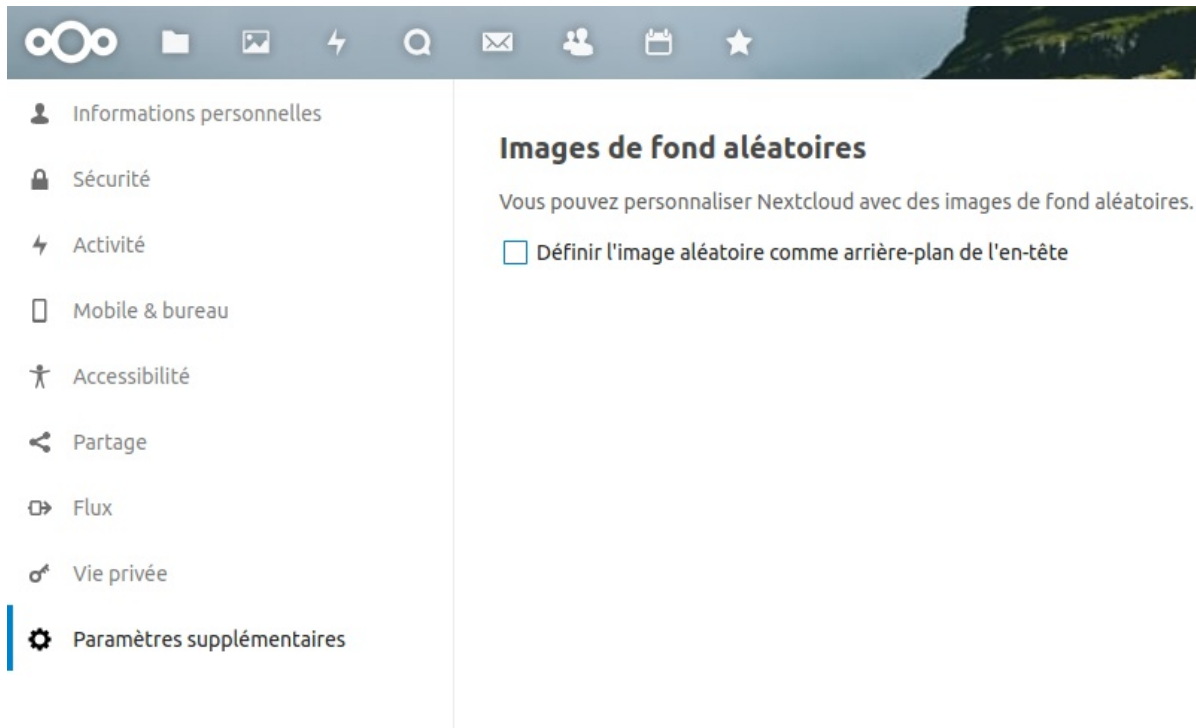 Informations personnelles
Sécurité
Activité
Mobile & bureau
Accessibilité
Partage
Flux
Vie privée
Paramètres supplémentaires
Images de fond aléatoires
Vous pouvez personnaliser Nextcloud avec des images de fond aléatoires.
Définir l'image aléatoire comme arrière-plan de l'en-tête